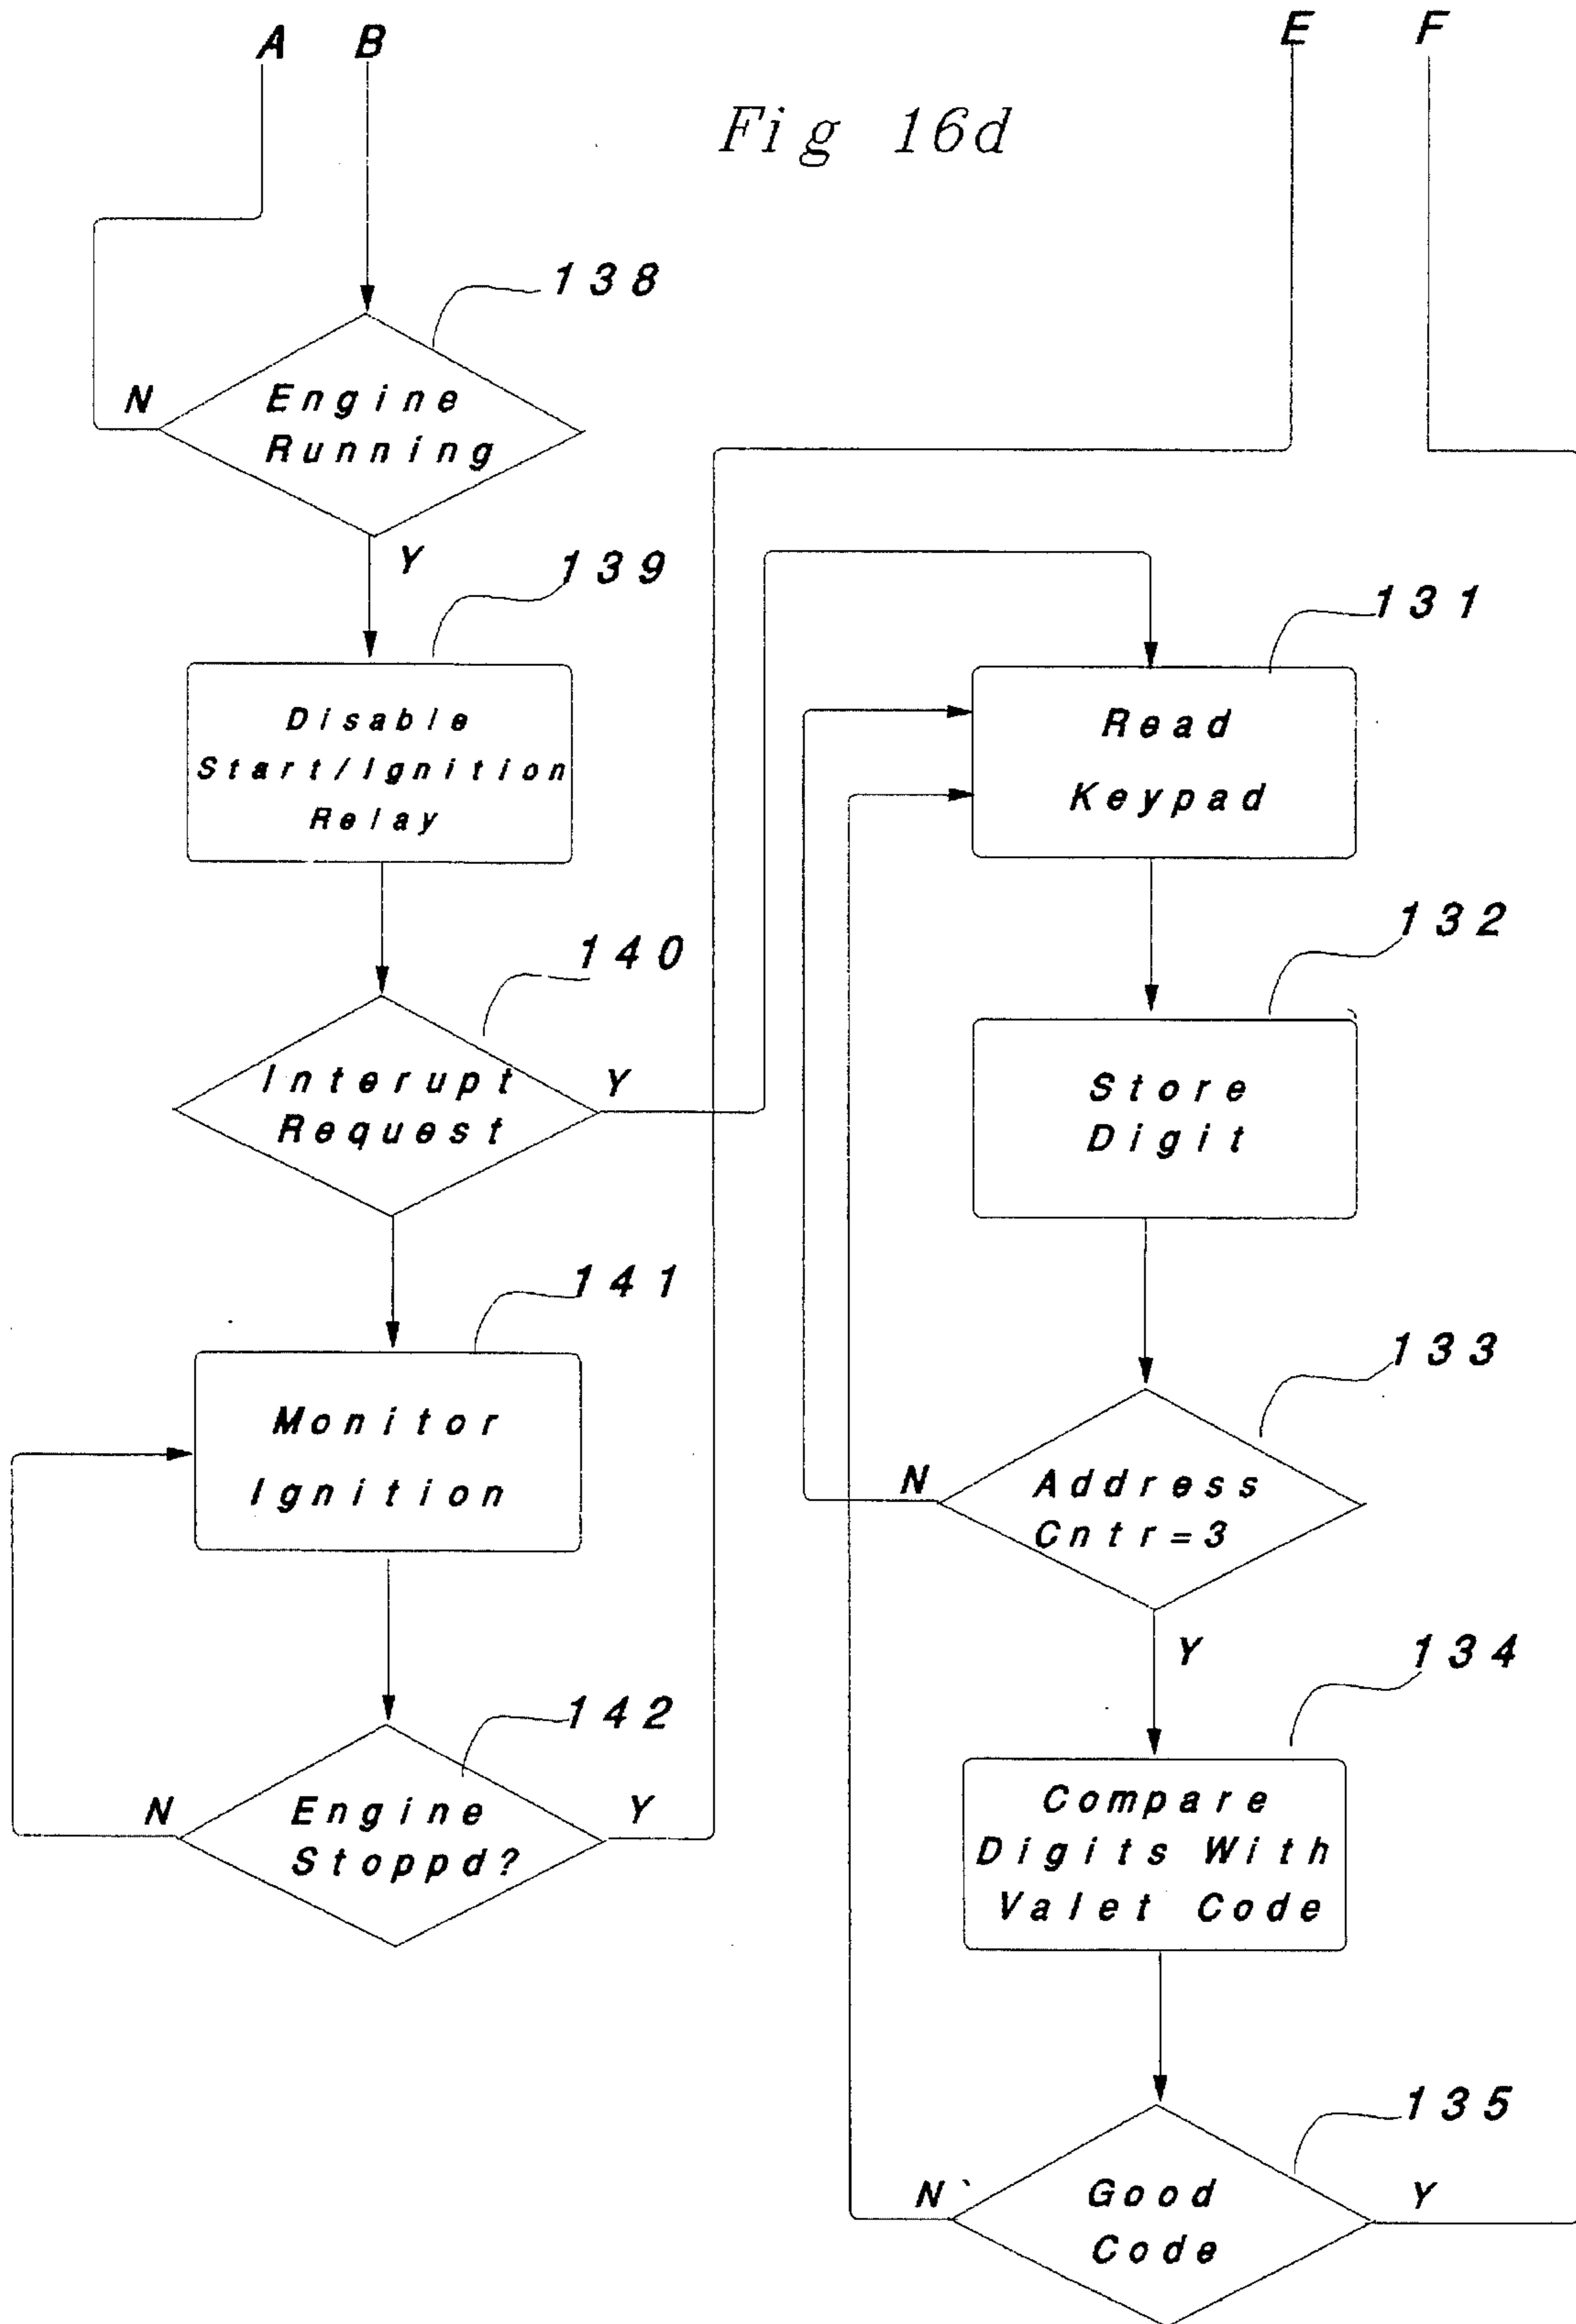 A B E F
Fig 16d
138
N
Engine
Running
Y
139
Disable
Start/Ignition
Relay
140
Interupt
Request
Y
141
Monitor
Ignition
142
N
Engine
Stoppd?
Y
131
Read
Keypad
132
Store
Digit
133
N
Address
Cntr=3
Y
134
Compare
Digits With
Valet Code
135
N
Good
Code
Y